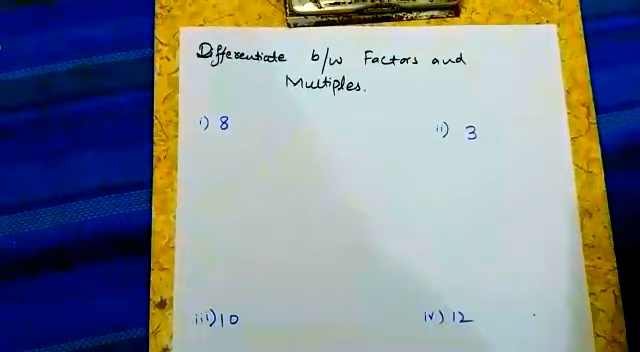 Differentiate b/w Factors and
Multiples.
i) 8
ii) 3
iii) 10
iv) 12